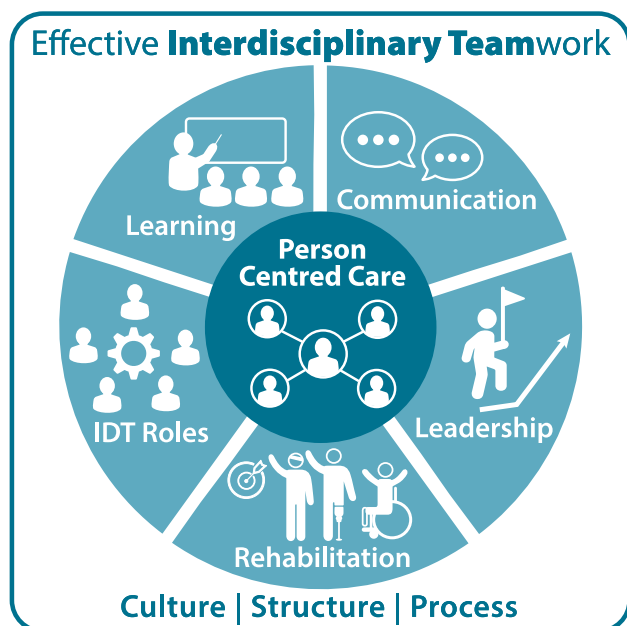 Effective Interdisciplinary Teamwork
Learning
Communication
Person
Centred Care
IDT Roles
Leadership
Rehabilitation
Culture | Structure | Process